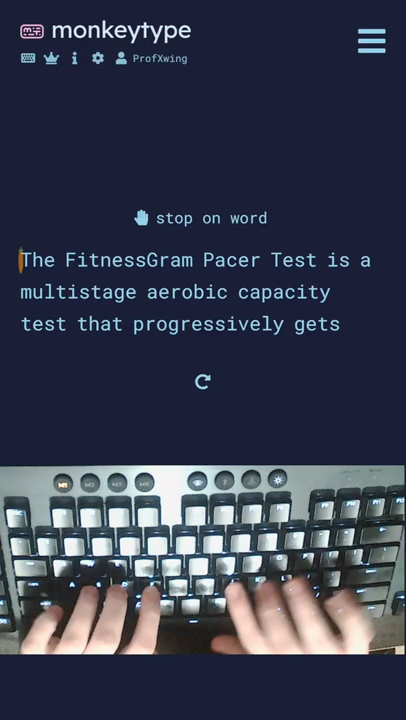 monkeytype
ProfXwing
stop on word
The FitnessGram Pacer Test is a
multistage aerobic capacity
test that progressively gets